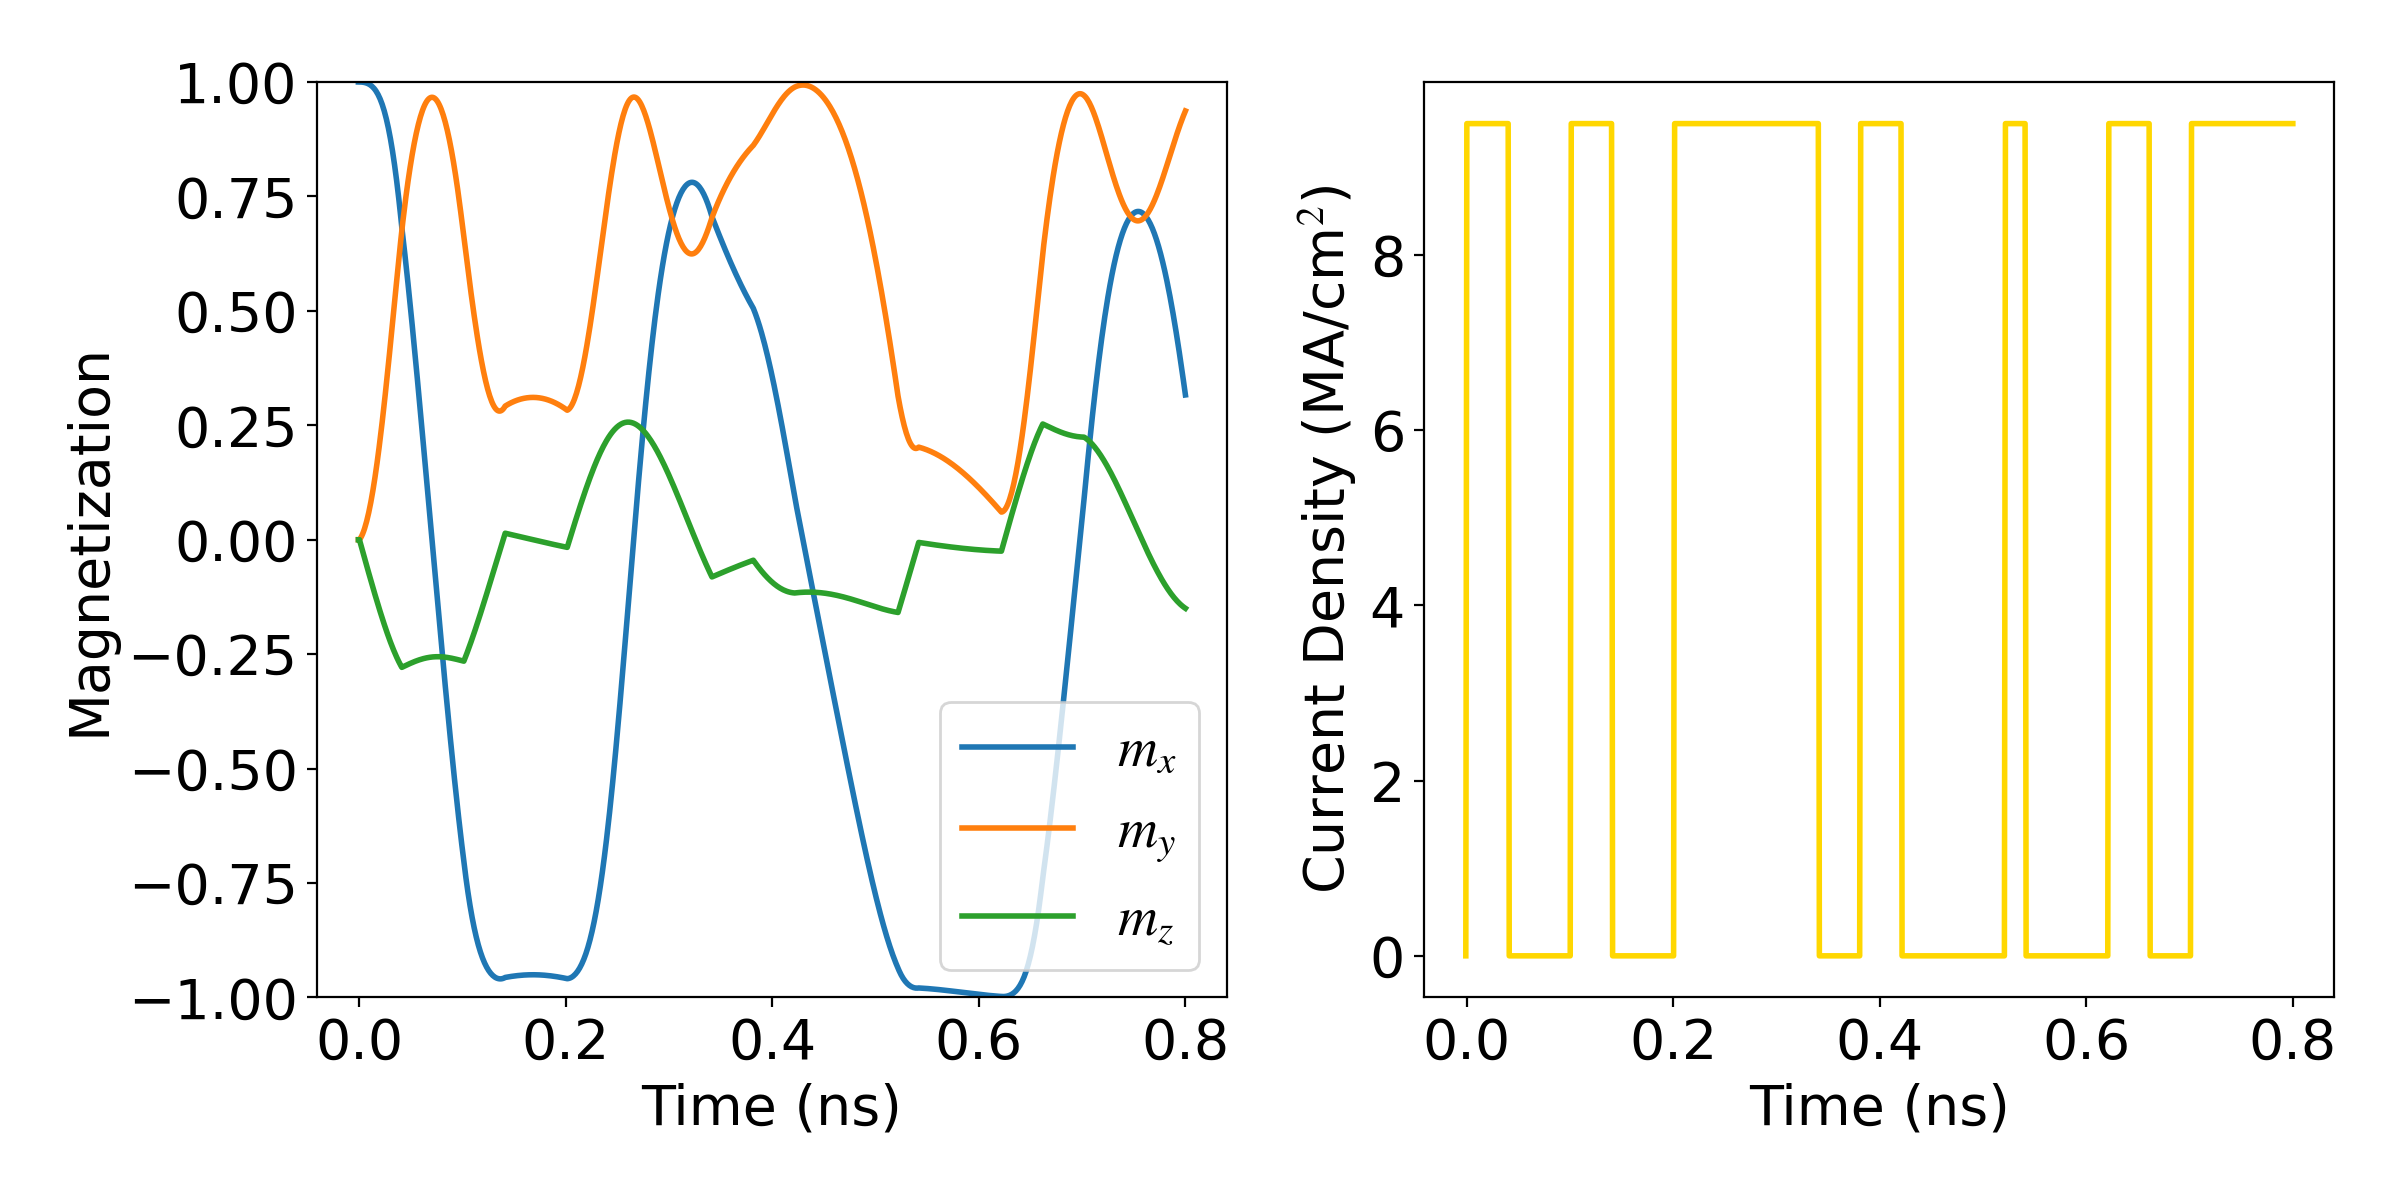 1.00
0.75
0.50
0.25
0.00
−0.25
−0.50
−0.75
−1.00
Magnetization
0.0 0.2 0.4 0.6 0.8
Time (ns)
m_x
m_y
m_z
8
6
4
2
0
Current Density (MA/cm²)
0.0 0.2 0.4 0.6 0.8
Time (ns)